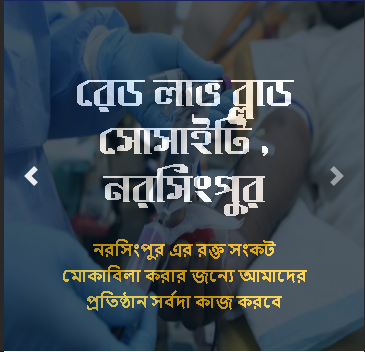 রেড লাভ ব্লাড
সোসাইটি ,
নরসিংপুর
নরসিংপুর এর রক্ত সংকট
মোকাবিলা করার জন্যে আমাদের
প্রতিষ্ঠান সর্বদা কাজ করবে